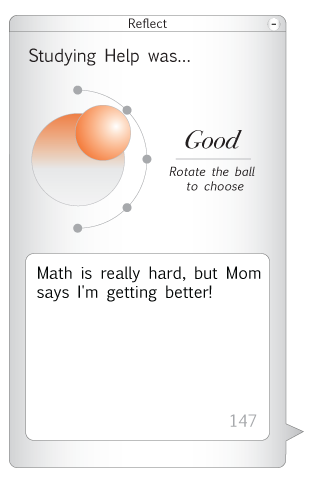 Reflect
Studying Help was...
Good
Rotate the ball
to choose
Math is really hard, but Mom
says I'm getting better!
147